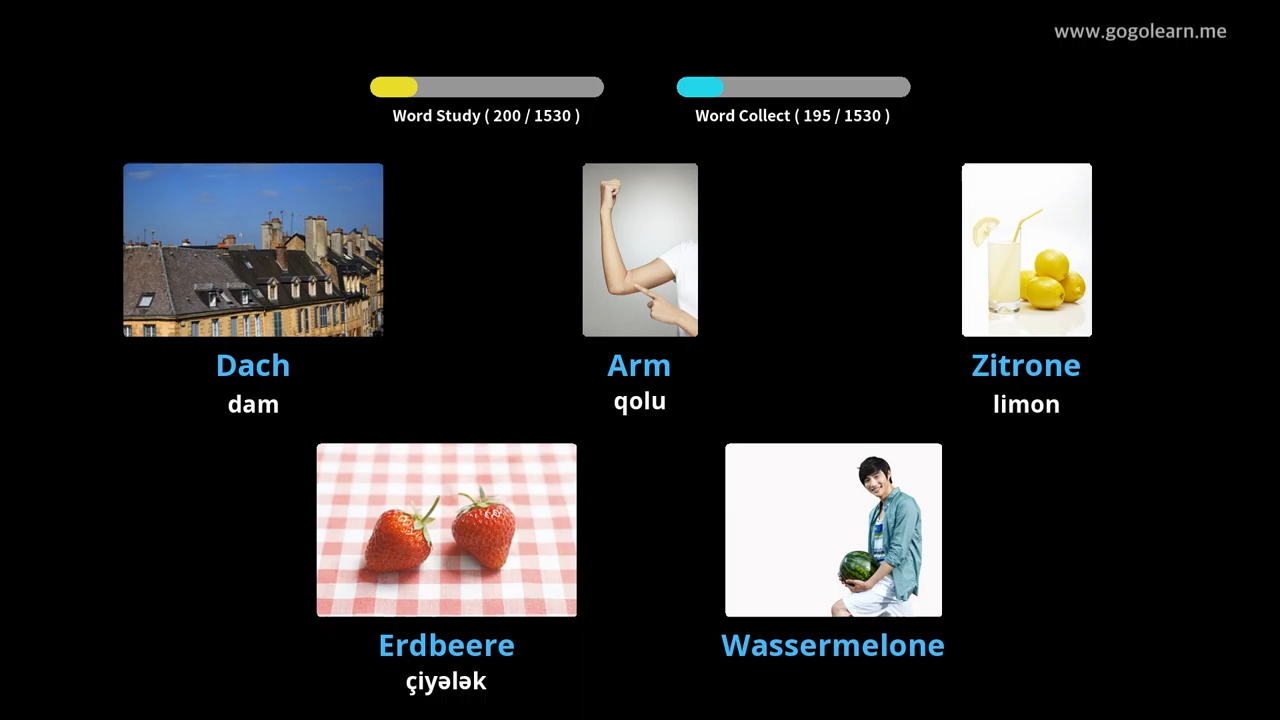 www.gogolearn.me
Word Study ( 200 / 1530 )
Word Collect ( 195 / 1530 )
Dach
dam
Arm
qolu
Zitrone
limon
Erdbeere
çiyələk
Wassermelone